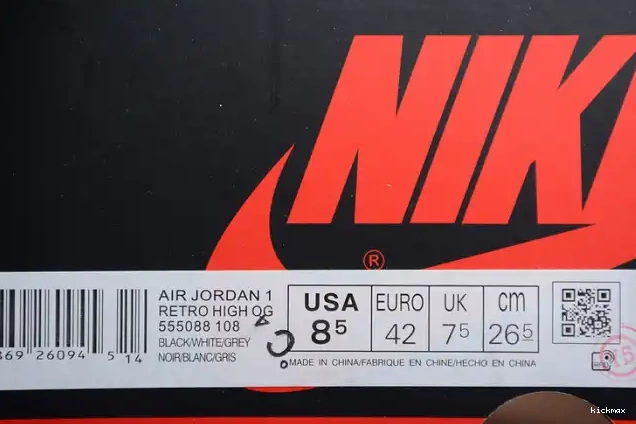 NIK
®
AIR JORDAN 1
RETRO HIGH OG
555088 108
BLACK/WHITE/GREY
NOIR/BLANC/GRIS
USA EURO UK cm
8 5 42 7 5 26 5
869 26094 5 14
MADE IN CHINA/FABRIQUE EN CHINE/HECHO EN CHINA
kickmax